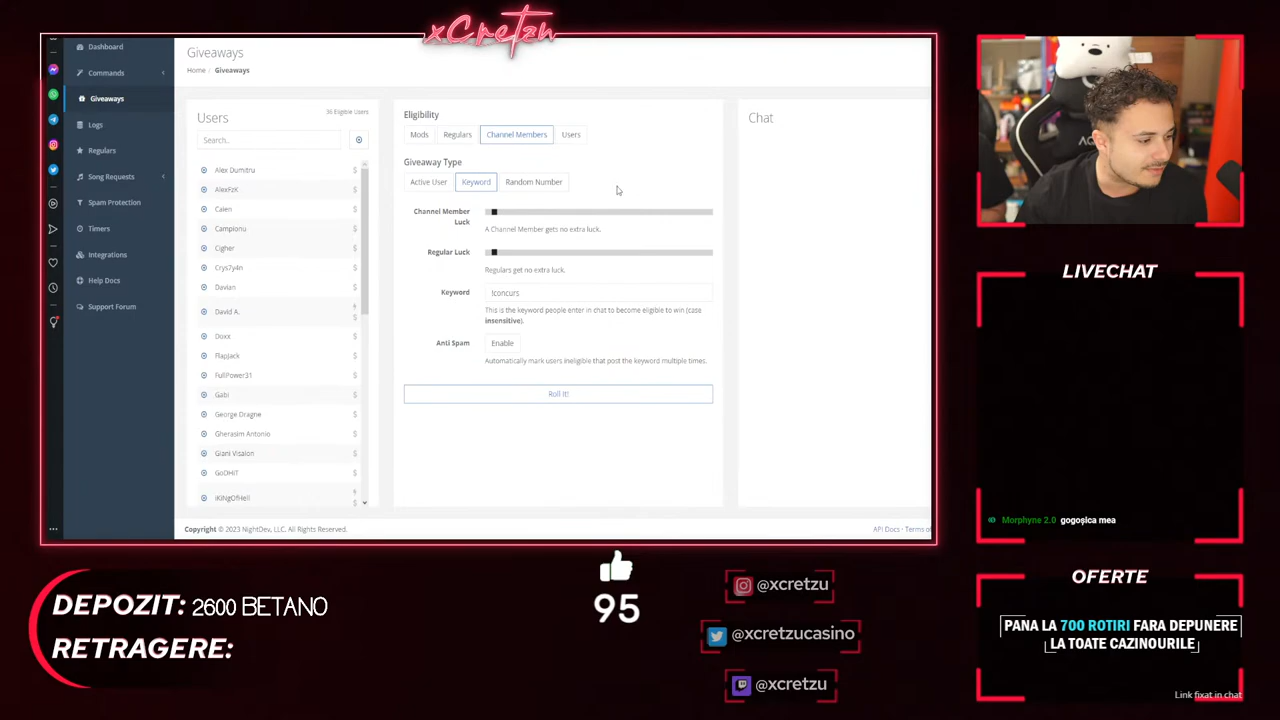 xCretzu
Dashboard
Commands
Giveaways
Logs
Regulars
Song Requests
Spam Protection
Timers
Integrations
Help Docs
Support Forum
Giveaways
Home / Giveaways
Users
36 Eligible Users
Search..
Alex Dumitru
AlexFzK
Calen
Campionu
Cigher
Crys7y4n
Davian
David A.
Doxx
FlapJack
FullPower31
Gabi
George Dragne
Gherasim Antonio
Giani Visalon
GoDHiT
iKiNgOfHell
Eligibility
Mods
Regulars
Channel Members
Users
Giveaway Type
Active User
Keyword
Random Number
Channel Member
Luck
A Channel Member gets no extra luck.
Regular Luck
Regulars get no extra luck.
Keyword
!concurs
This is the keyword people enter in chat to become eligible to win (case
insensitive).
Anti Spam
Enable
Automatically mark users ineligible that post the keyword multiple times.
Roll It!
Chat
Copyright © 2023 NightDev, LLC. All Rights Reserved.
API Docs - Terms o
LIVECHAT
Morphyne 2.0 gogoșica mea
OFERTE
PANA LA 700 ROTIRI FARA DEPUNERE
LA TOATE CAZINOURILE
Link fixat in chat
DEPOZIT: 2600 BETANO
RETRAGERE:
95
@xcretzu
@xcretzucasino
@xcretzu